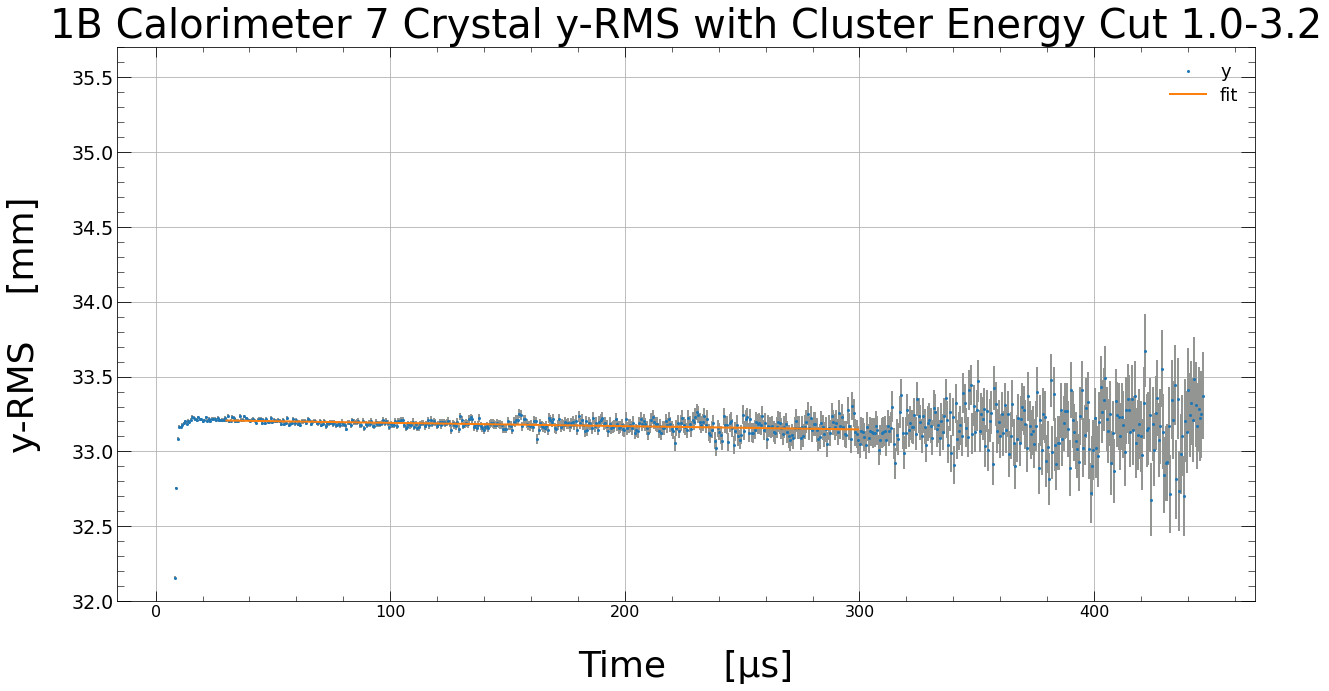 1B Calorimeter 7 Crystal y-RMS with Cluster Energy Cut 1.0-3.2
y
fit
35.5
35.0
34.5
34.0
33.5
33.0
32.5
32.0
y-RMS [mm]
0 100 200 300 400
Time [μs]